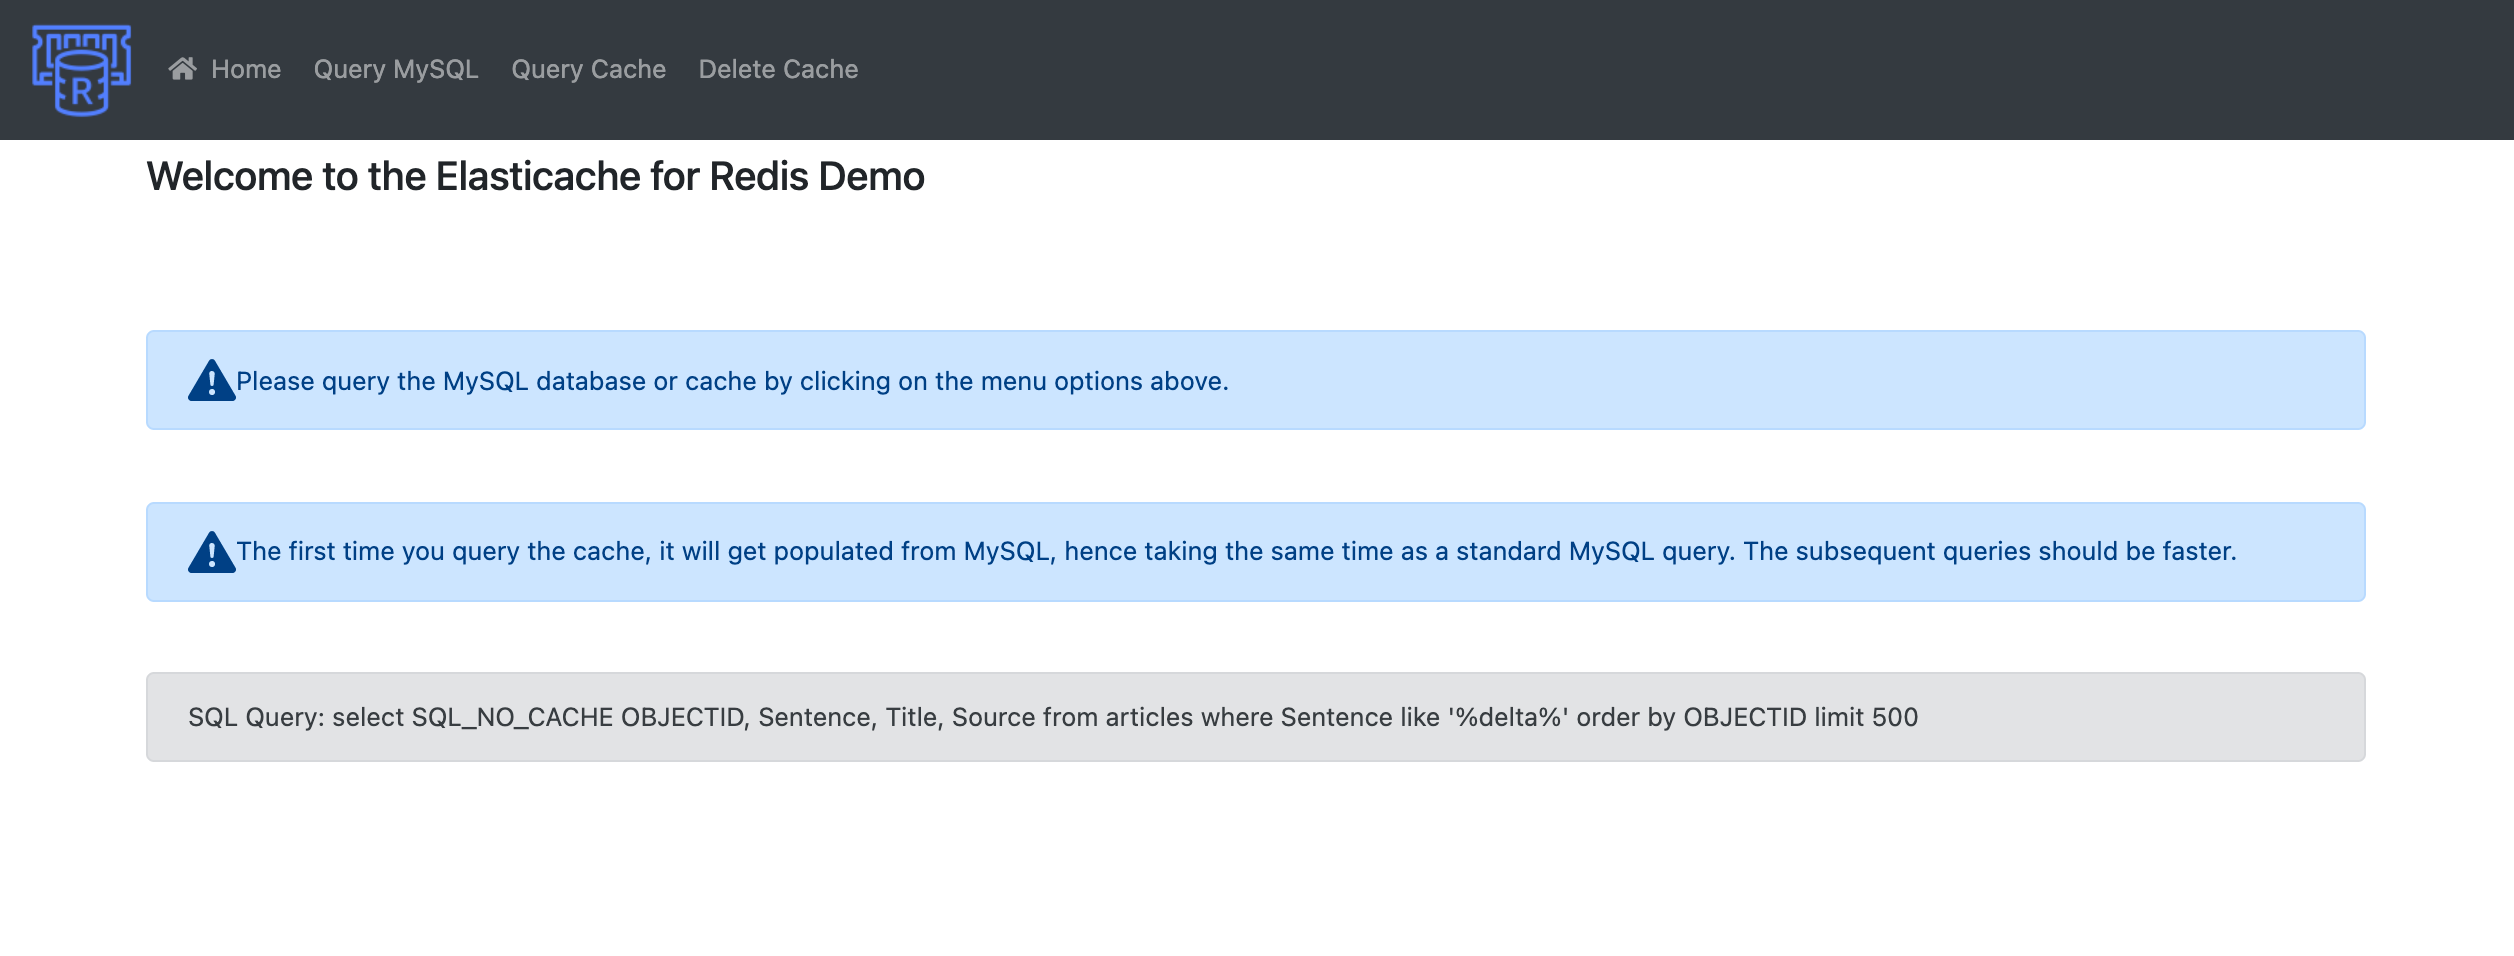 R
Home Query MySQL Query Cache Delete Cache
Welcome to the Elasticache for Redis Demo
Please query the MySQL database or cache by clicking on the menu options above.
The first time you query the cache, it will get populated from MySQL, hence taking the same time as a standard MySQL query. The subsequent queries should be faster.
SQL Query: select SQL_NO_CACHE OBJECTID, Sentence, Title, Source from articles where Sentence like '%delta%' order by OBJECTID limit 500